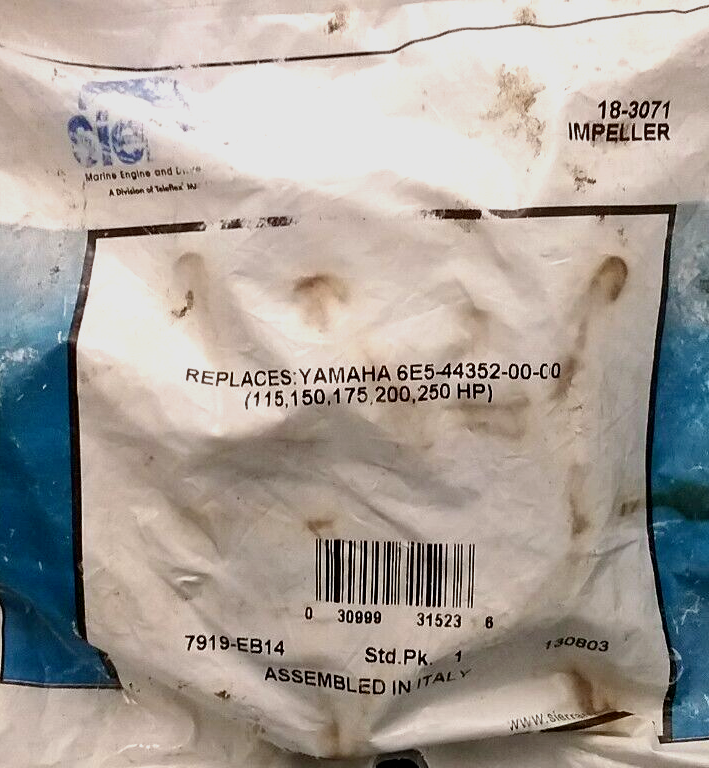 18-3071
IMPELLER
Marine Engine and
A Division of Teleflex
REPLACES:YAMAHA 6E5-44352-00-00
(115,150,175,200,250 HP)
0 30999 31523 6
7919-EB14
Std.Pk. 1
130803
ASSEMBLED IN ITALY